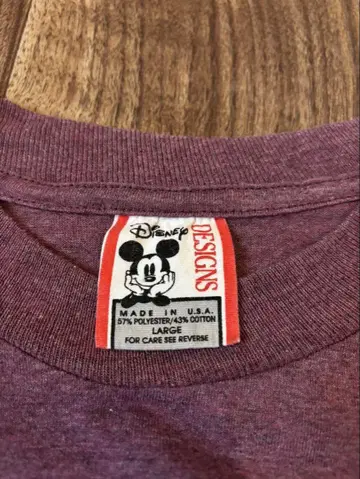 Disney
DESIGNS
MADE IN U.S.A.
57% POLYESTER/43% COTTON
LARGE
FOR CARE SEE REVERSE